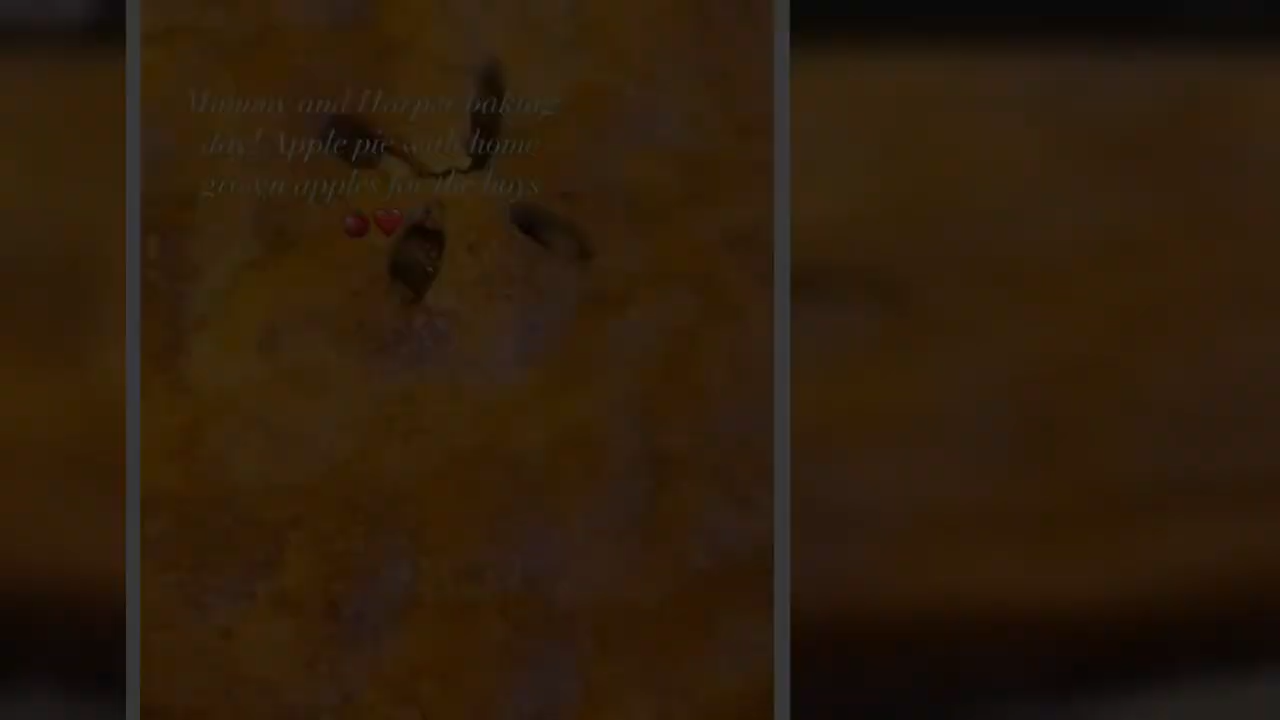 Mummy and Harper baking
day! Apple pie with home
grown apples for the boys